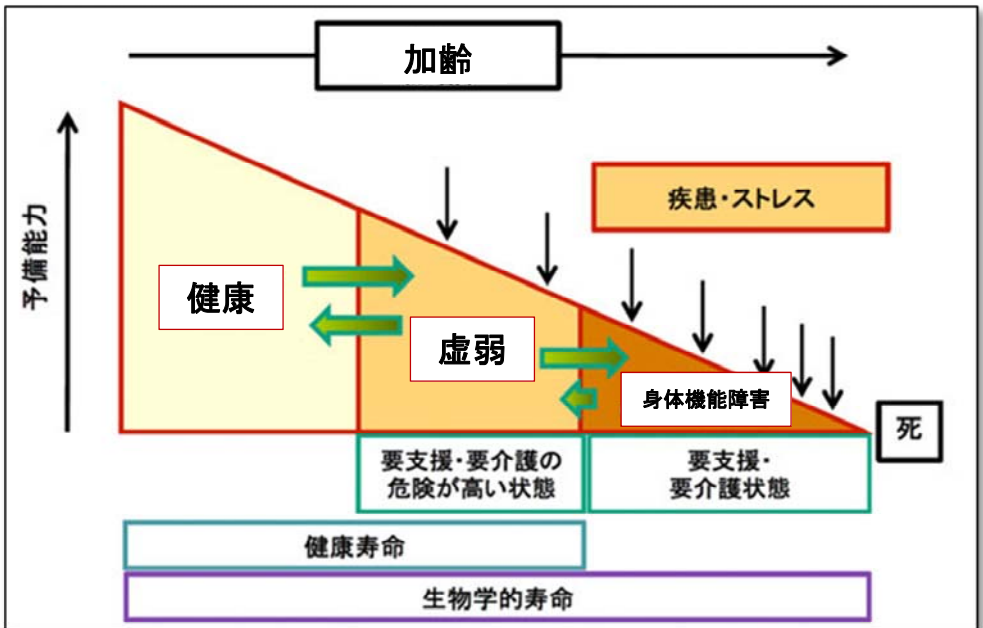 加齢
予備能力
疾患・ストレス
健康
虚弱
身体機能障害
死
要支援・要介護の
危険が高い状態
要支援・
要介護状態
健康寿命
生物学的寿命